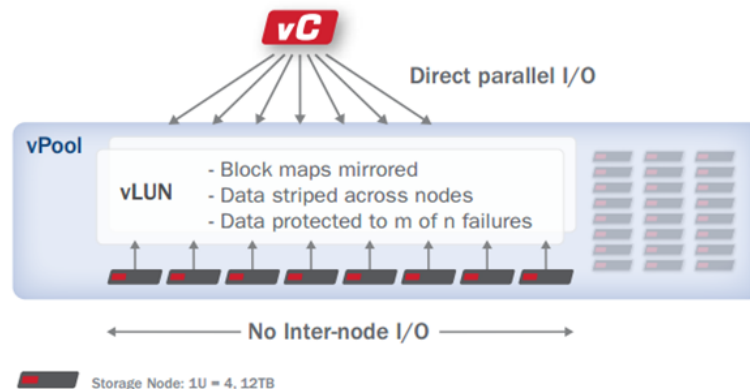 vC
Direct parallel I/O
vPool
vLUN
- Block maps mirrored
- Data striped across nodes
- Data protected to m of n failures
No Inter-node I/O
Storage Node: 1U = 4, 12TB